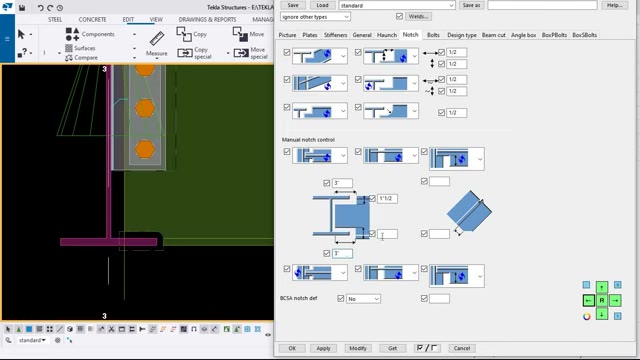 Tekla Structures - E:\TEKLA
STEEL CONCRETE EDIT VIEW DRAWINGS & REPORTS M
Components
Surfaces
Compare
Measure
Move
Copy special
Copy
Move special
Save Load standard Save as Help...
ignore other types Welds...
Picture Plates Stiffeners General Haunch Notch Bolts Design type Beam cut Angle box BoxPBolts BoxSBolts
1/2
1/2
1/2
1/2
1/2
Manual notch control
3"
1"1/2
3"
BCSA notch def No
3
3
standard
R
OK Apply Modify Get Cancel